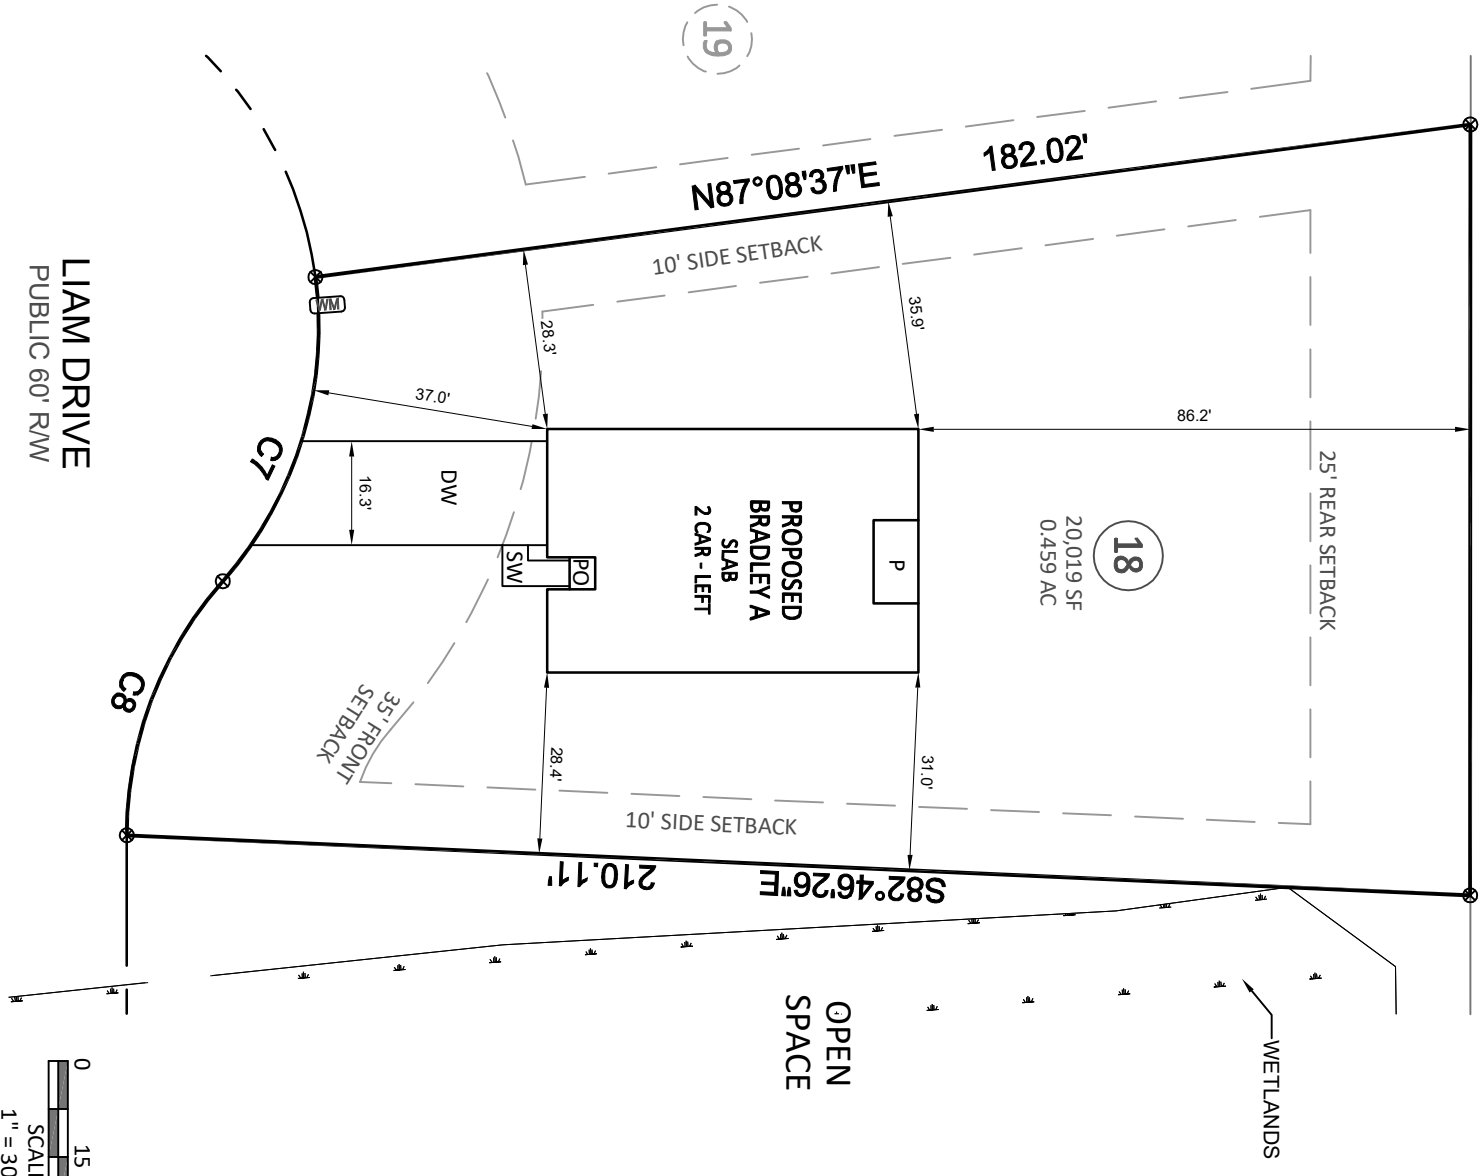 19
N87°08'37"E
182.02'
10' SIDE SETBACK
35.9'
28.3'
WM
37.0'
86.2'
LIAM DRIVE
PUBLIC 60' R/W
C7
16.3'
DW
25' REAR SETBACK
18
20,019 SF
0.459 AC
P
PROPOSED
BRADLEY A
SLAB
2 CAR - LEFT
PO
SW
C8
35' FRONT
SETBACK
28.4'
31.0'
10' SIDE SETBACK
S82°46'26"E
210.11'
OPEN
SPACE
WETLANDS
0
15
1" = 30